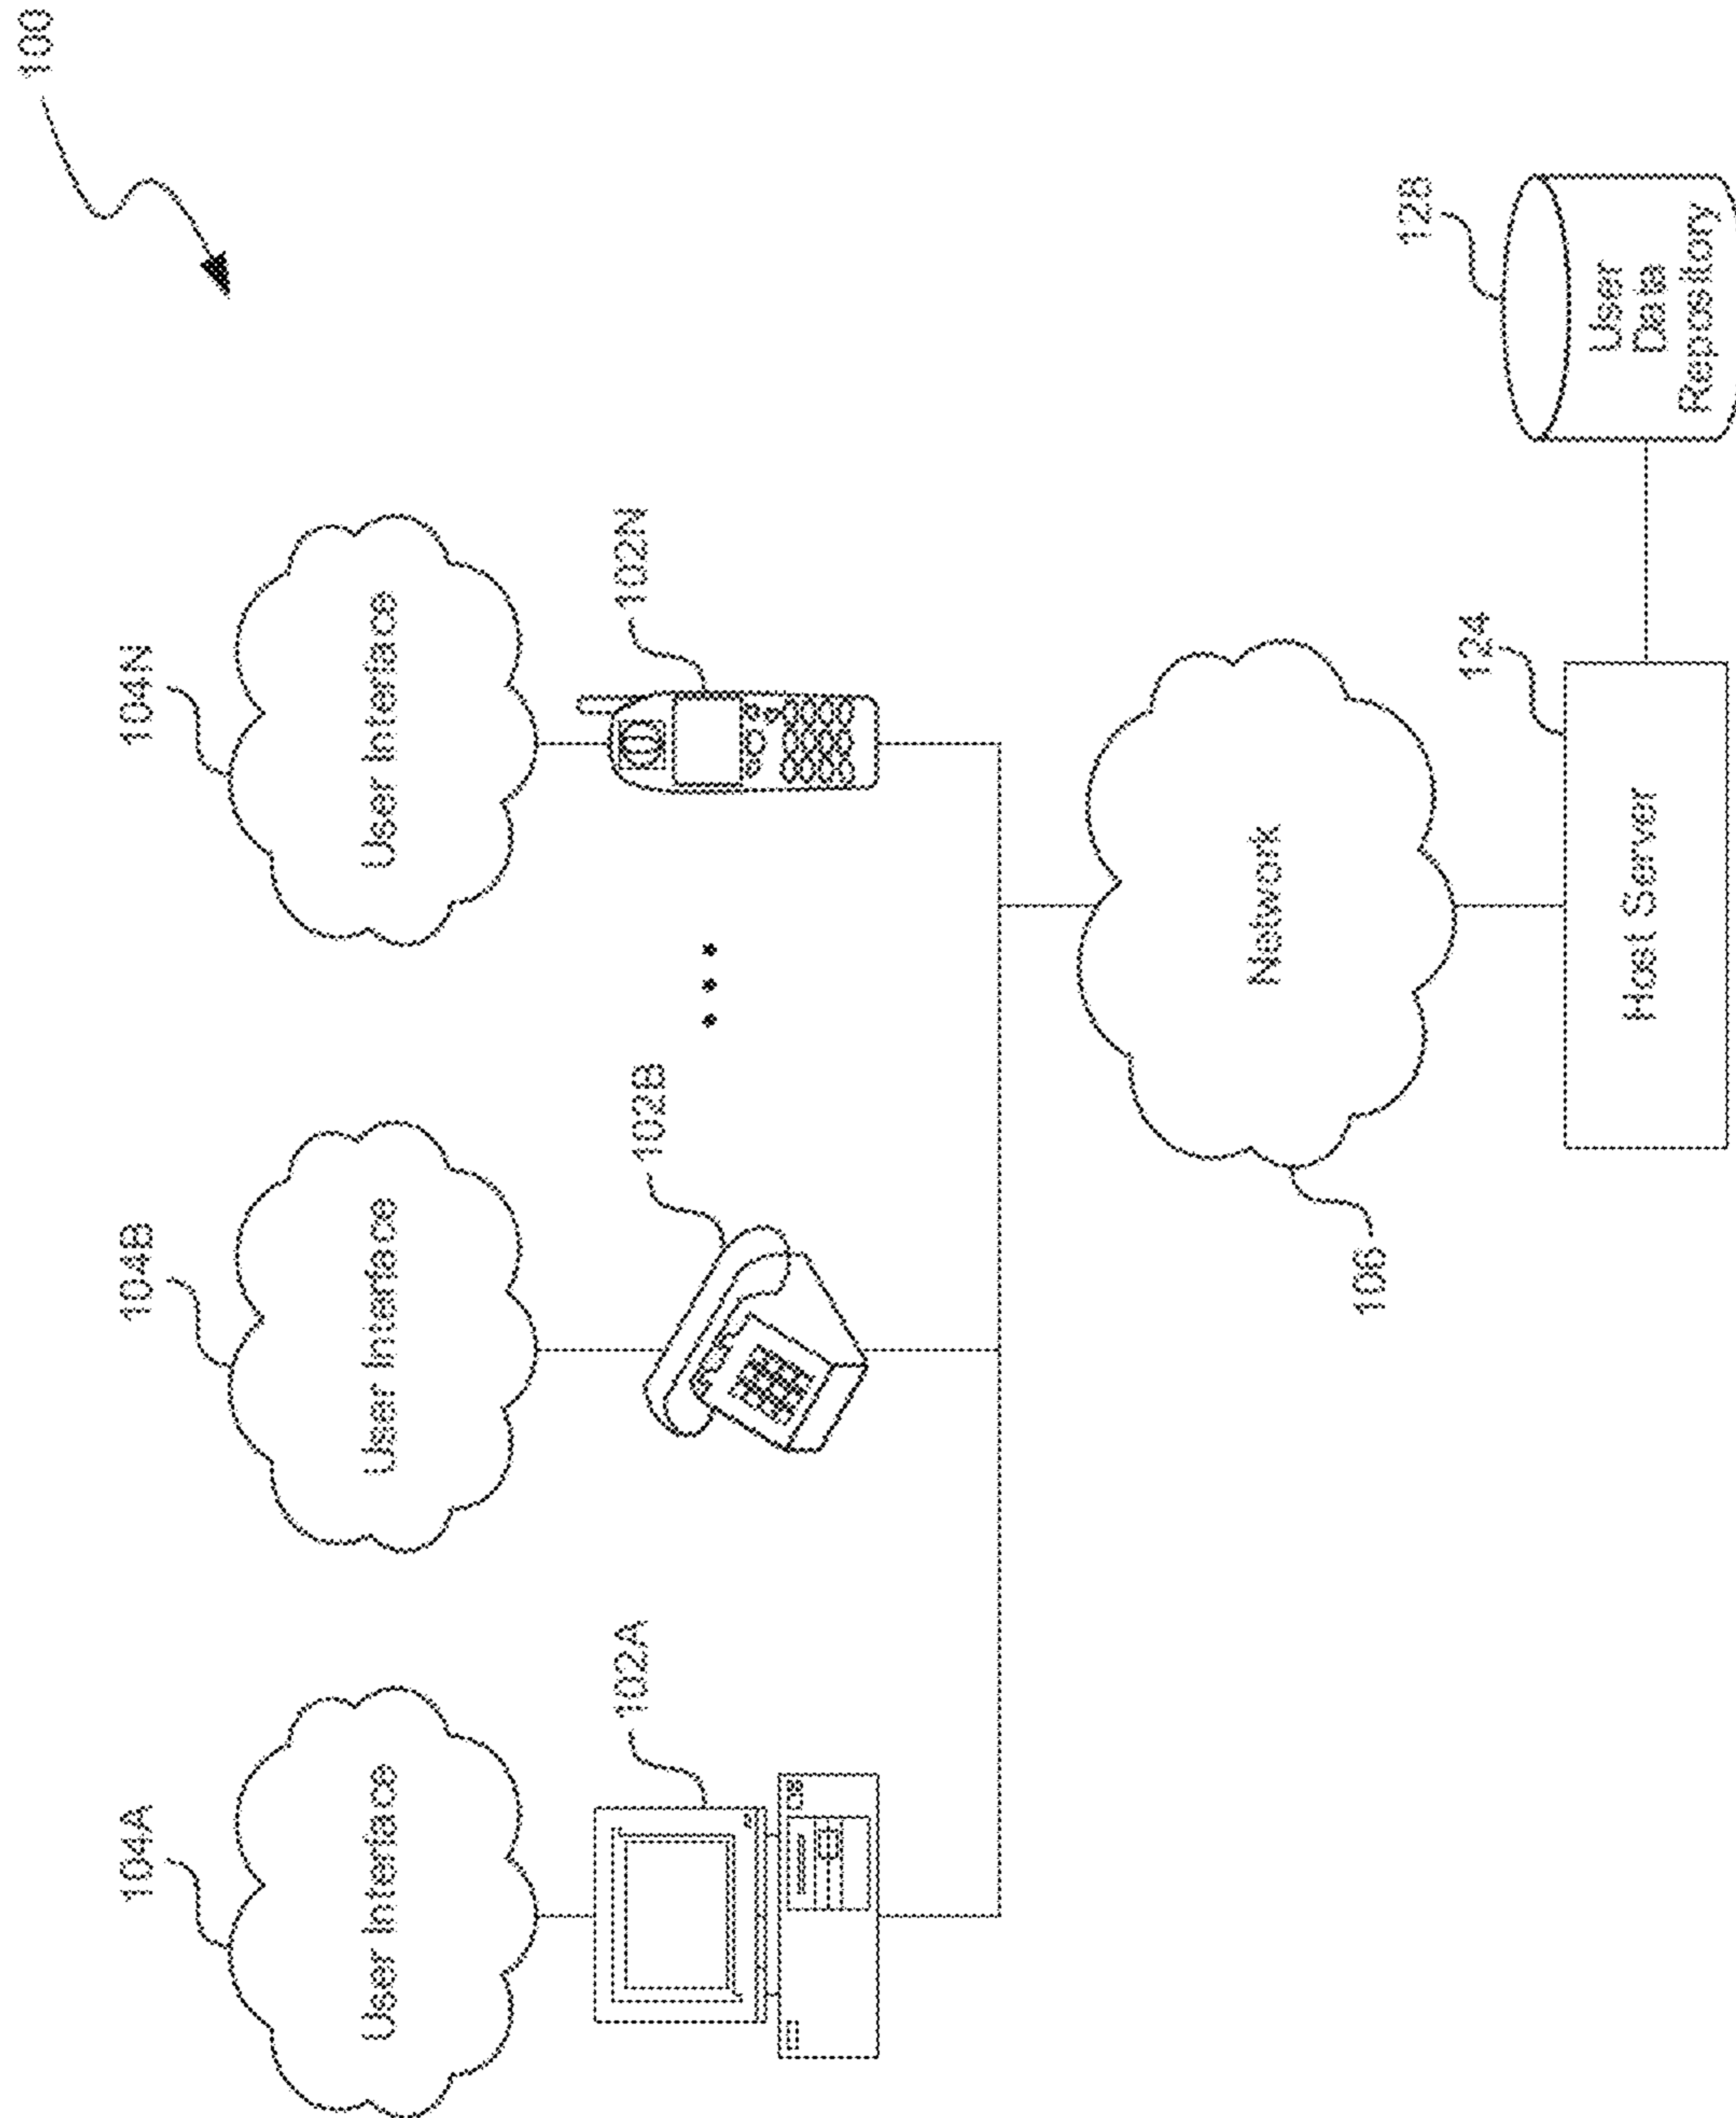 100
104A
104B
104N
User Interface
User Interface
User Interface
102A
102B
102N
Network
106
128
124
User
Data
Repository
Host Server